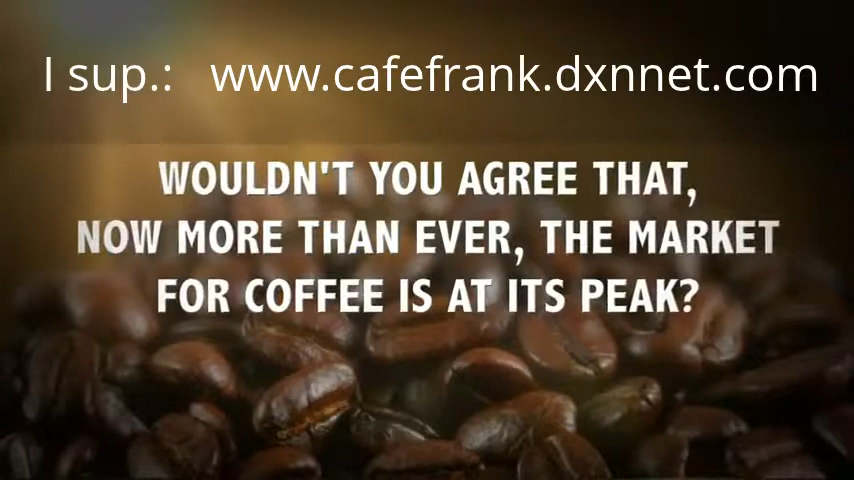 I sup.: www.cafefrank.dxnnet.com
WOULDN'T YOU AGREE THAT,
NOW MORE THAN EVER, THE MARKET
FOR COFFEE IS AT ITS PEAK?